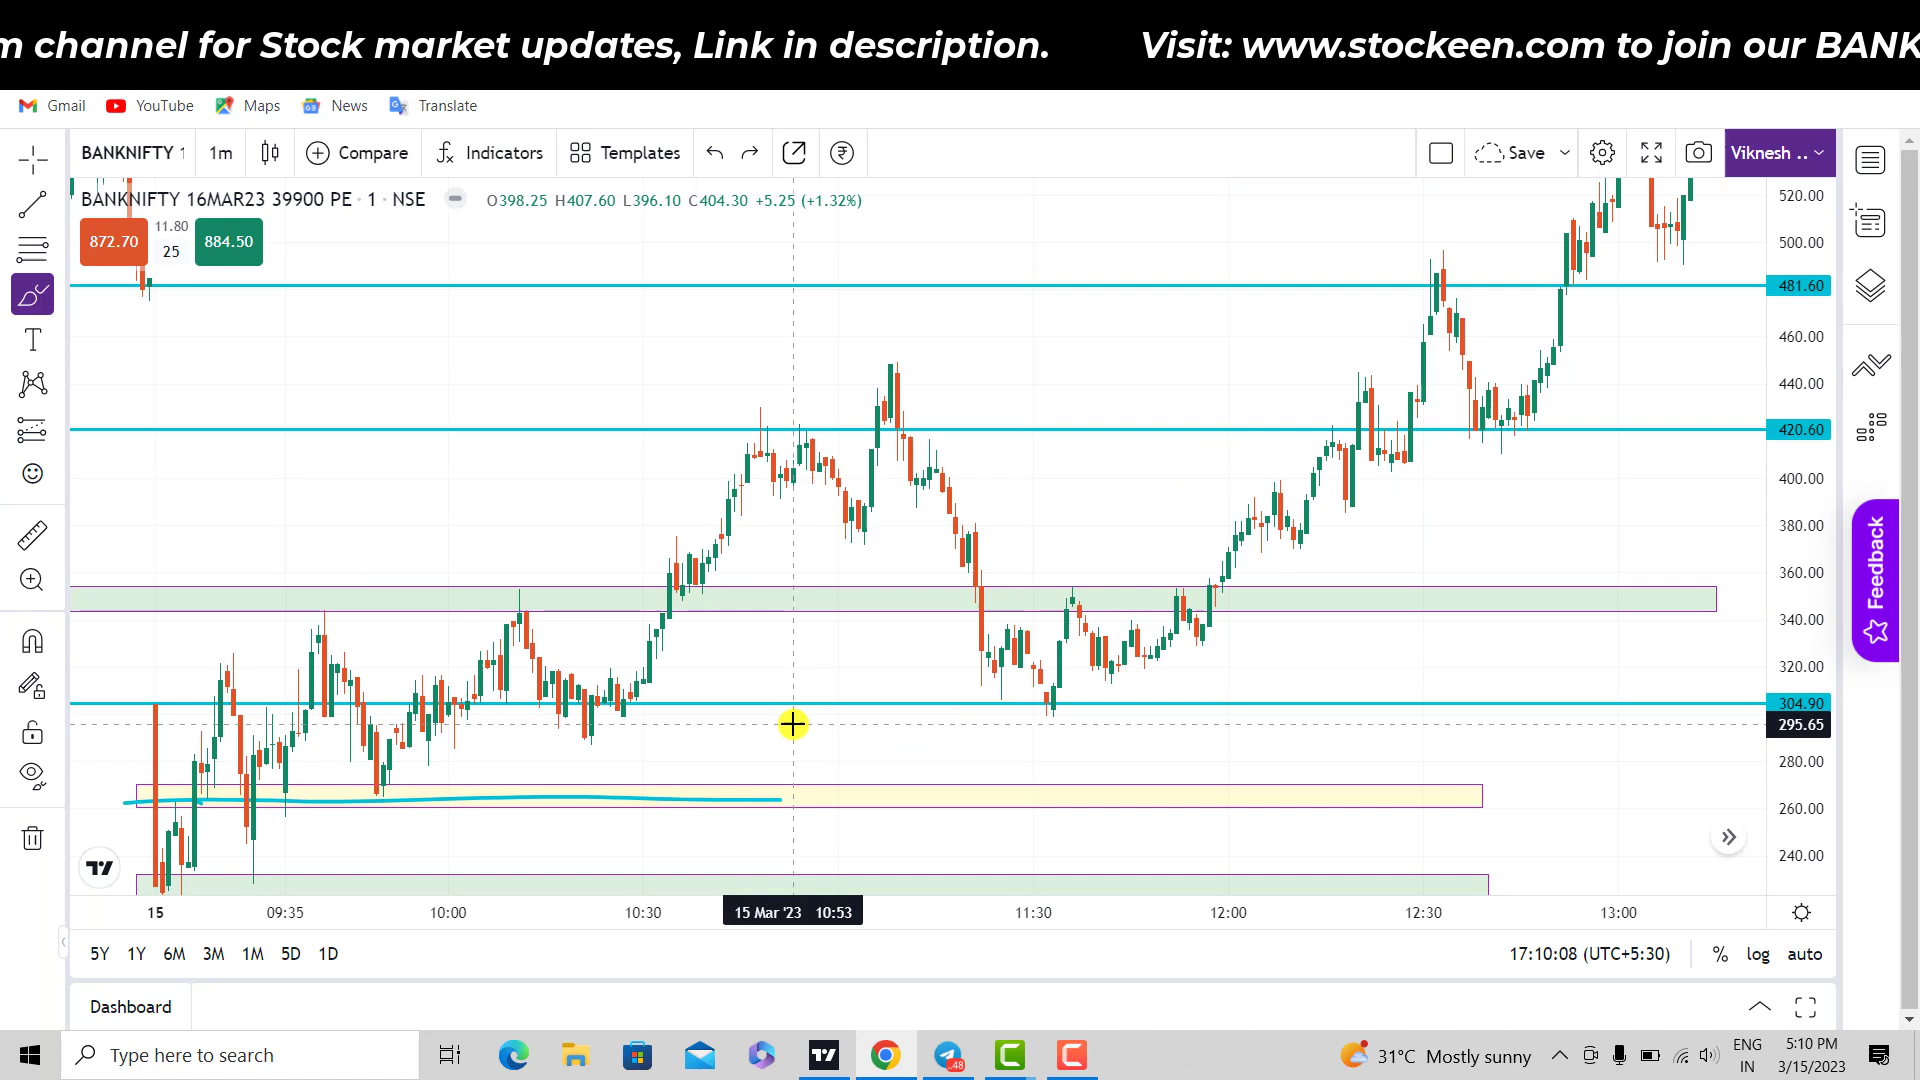 m channel for Stock market updates, Link in description. Visit: www.stockeen.com to join our BANK
Gmail YouTube Maps News Translate
BANKNIFTY 1m Compare Indicators Templates Save Viknesh ..
BANKNIFTY 16MAR23 39900 PE · 1 · NSE O398.25 H407.60 L396.10 C404.30 +5.25 (+1.32%)
872.70 11.80 25 884.50
520.00
500.00
481.60
460.00
440.00
420.60
400.00
380.00
360.00
340.00
320.00
304.90
295.65
280.00
260.00
240.00
Feedback
15 09:35 10:00 10:30 15 Mar '23 10:53 11:30 12:00 12:30 13:00
5Y 1Y 6M 3M 1M 5D 1D 17:10:08 (UTC+5:30) % log auto
Dashboard
Type here to search 48 31°C Mostly sunny ENG IN 5:10 PM 3/15/2023